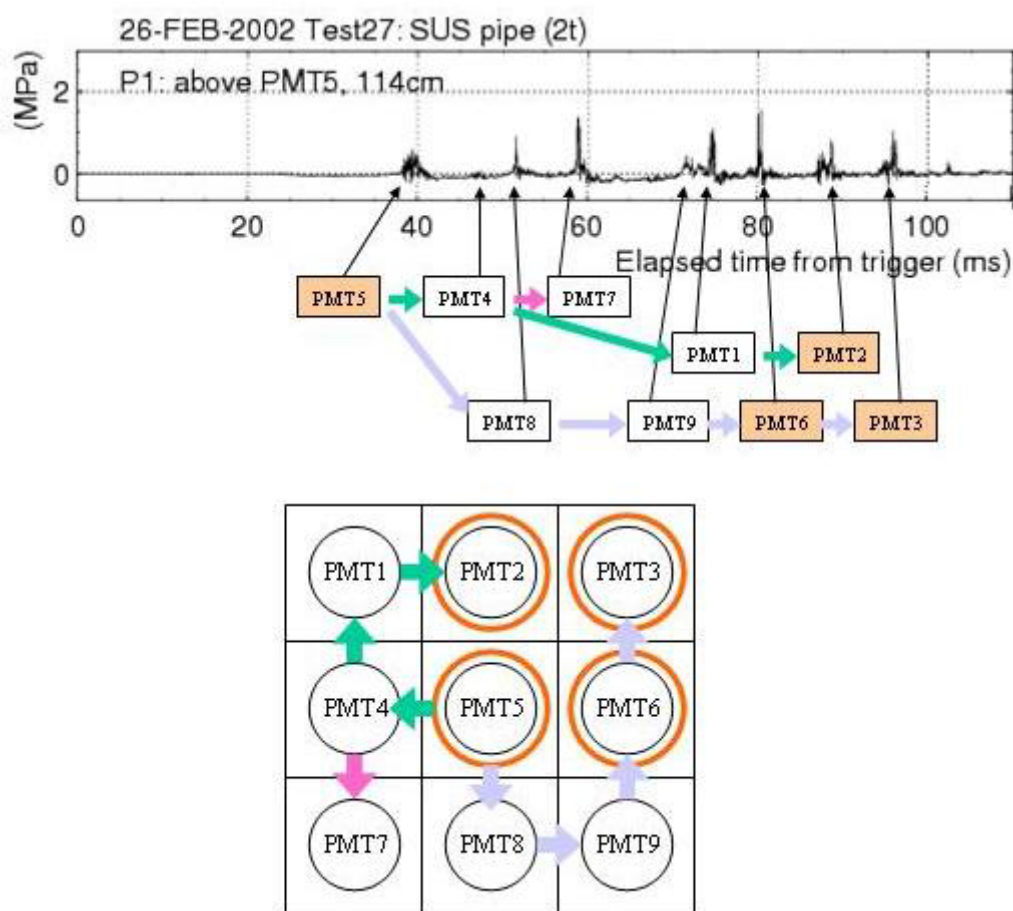 26-FEB-2002 Test27: SUS pipe (2t)
P1: above PMT5, 114cm
(MPa)
2
0
0 20 40 60 80 100
Elapsed time from trigger (ms)
PMT5 PMT4 PMT7
PMT1 PMT2
PMT8 PMT9 PMT6 PMT3
PMT1 PMT2 PMT3
PMT4 PMT5 PMT6
PMT7 PMT8 PMT9